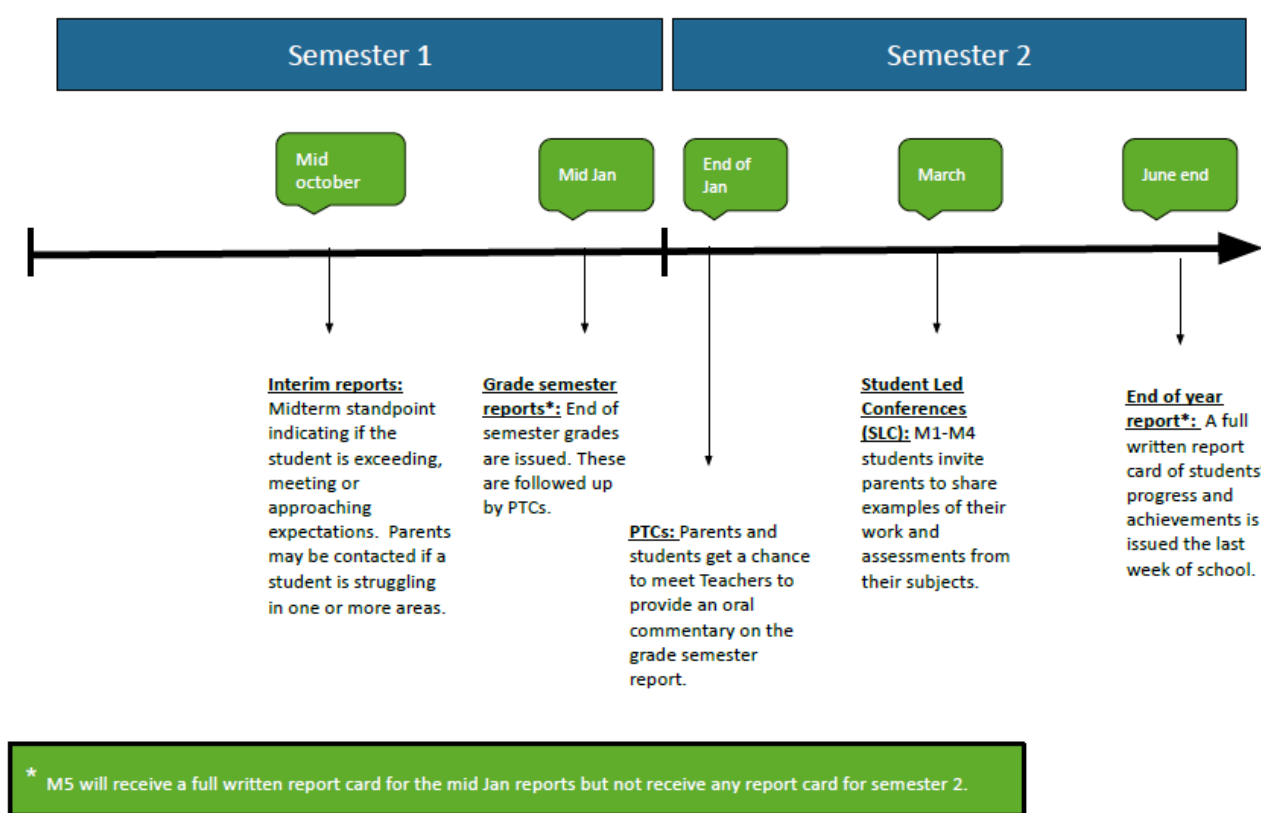 Semester 1
Semester 2
Mid
october
Mid Jan
End of
Jan
March
June end
Interim reports:
Midterm standpoint
indicating if the
student is exceeding,
meeting or
approaching
expectations.  Parents
may be contacted if a
student is struggling
in one or more areas.
Grade semester
reports*: End of
semester grades
are issued. These
are followed up
by PTCs.
PTCs: Parents and
students get a chance
to meet Teachers to
provide an oral
commentary on the
grade semester
report.
Student Led
Conferences
(SLC): M1-M4
students invite
parents to share
examples of their
work and
assessments from
their subjects.
End of year
report*:  A full
written report
card of students'
progress and
achievements is
issued the last
week of school.
* M5 will receive a full written report card for the mid Jan reports but not receive any report card for semester 2.